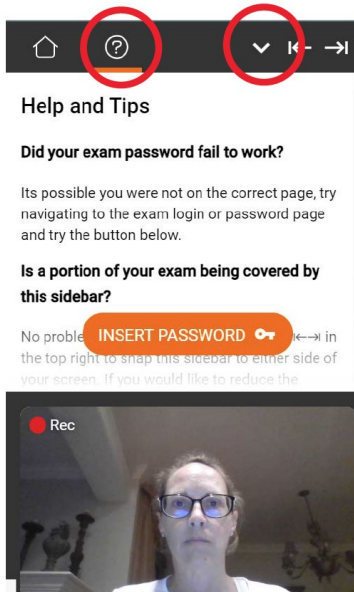 Help and Tips
Did your exam password fail to work?
Its possible you were not on the correct page, try
navigating to the exam login or password page
and try the button below.
Is a portion of your exam being covered by
this sidebar?
No proble
INSERT PASSWORD
in
the top right to snap this sidebar to either side of
your screen. If you would like to reduce the
Rec